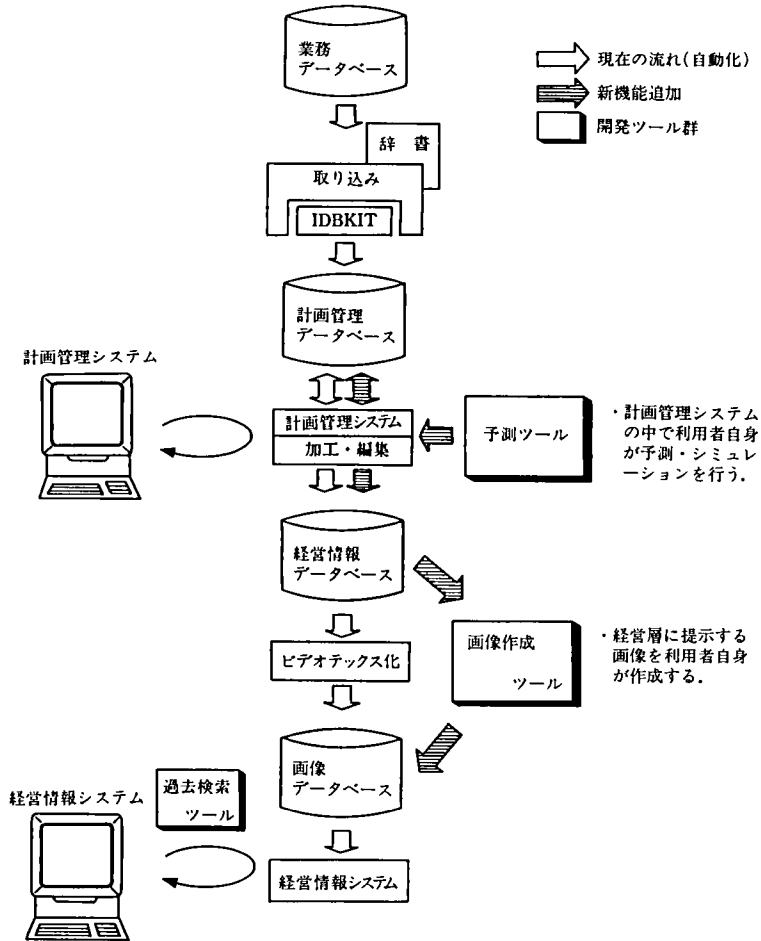 業務
データベース
現在の流れ(自動化)
新機能追加
開発ツール群
辞 書
取り込み
IDBKIT
計画管理
データベース
計画管理システム
計画管理システム
加工・編集
予測ツール
・計画管理システム
の中で利用者自身
が予測・シミュレ
ーションを行う.
経営情報
データベース
ビデオテックス化
画像作成
ツール
・経営層に提示する
画像を利用者自身
が作成する.
画像
データベース
経営情報システム
過去検索
ツール
経営情報システム